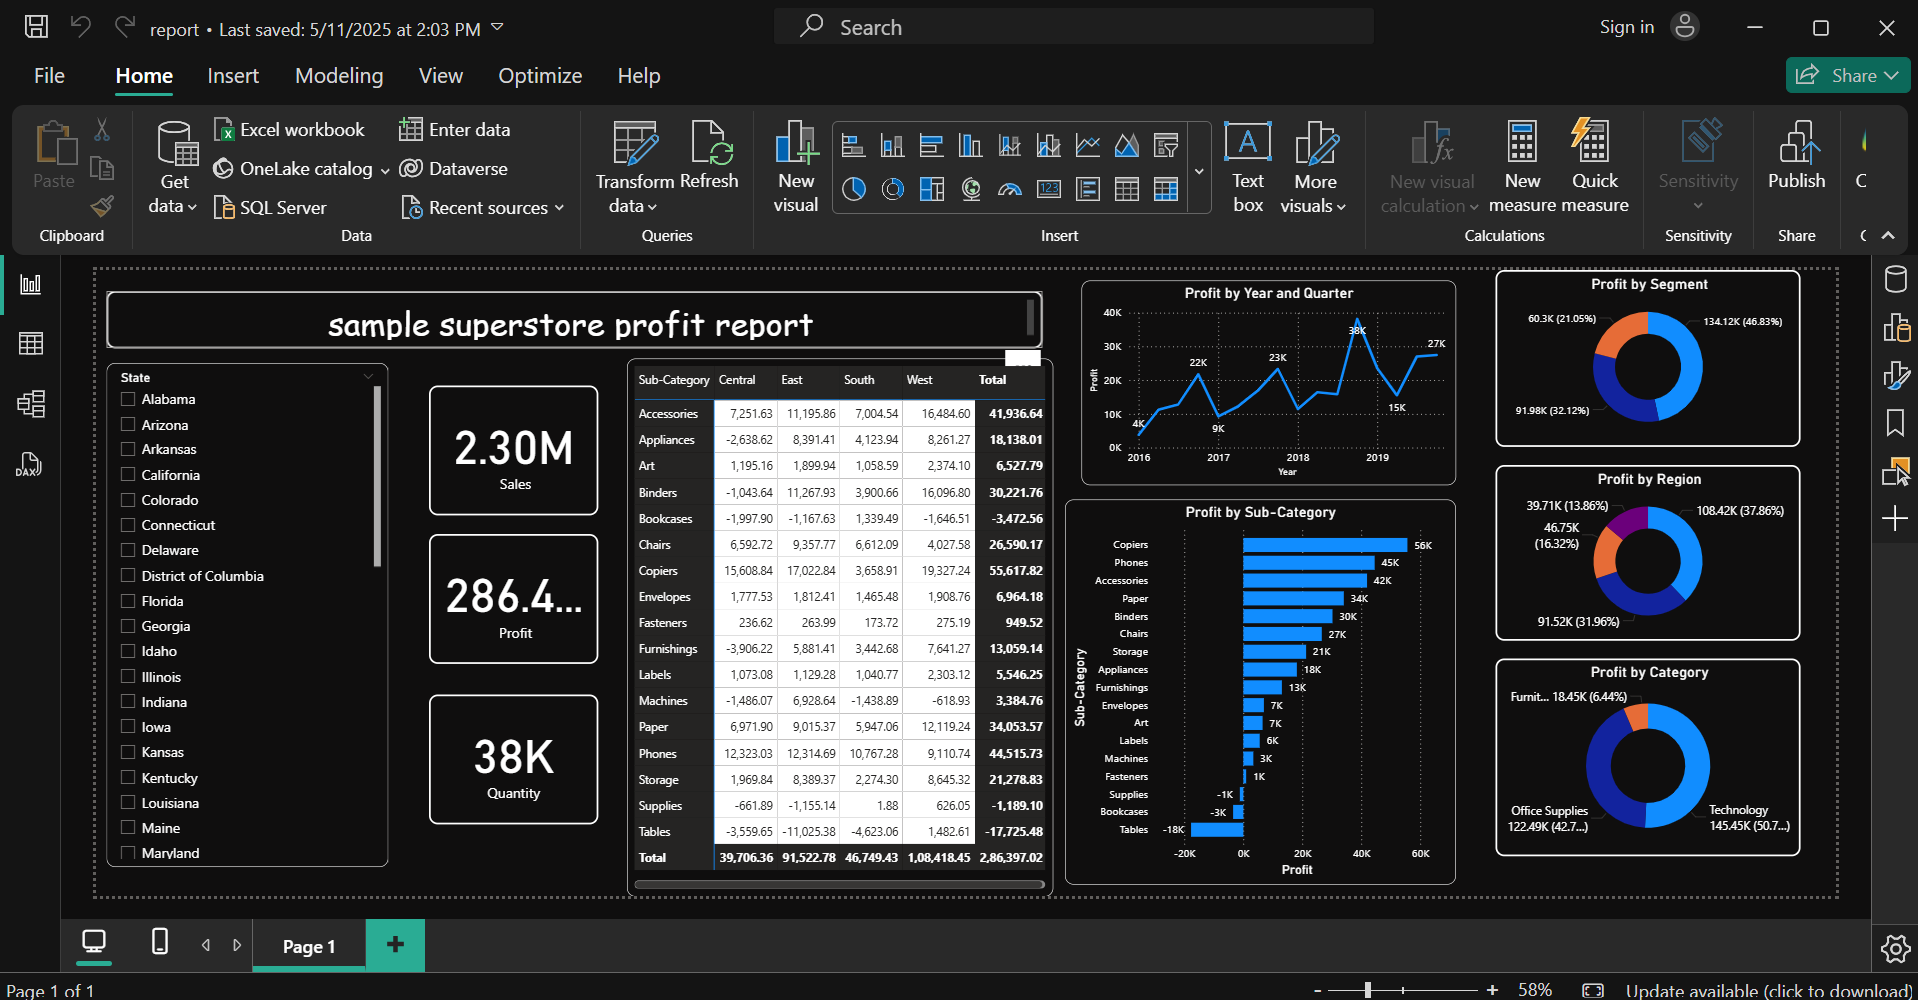 report • Last saved: 5/11/2025 at 2:03 PM
Search
Sign in
File Home Insert Modeling View Optimize Help
Share
Paste
Clipboard
Get data
Excel workbook
OneLake catalog
SQL Server
Enter data
Dataverse
Recent sources
Data
Transform data
Refresh
Queries
New visual
123
A
Text box
More visuals
Insert
New visual calculation
New measure
Quick measure
Calculations
Sensitivity
Sensitivity
Publish
Share
DAX
sample superstore profit report
State
Alabama
Arizona
Arkansas
California
Colorado
Connecticut
Delaware
District of Columbia
Florida
Georgia
Idaho
Illinois
Indiana
Iowa
Kansas
Kentucky
Louisiana
Maine
Maryland
2.30M
Sales
286.4...
Profit
38K
Quantity
Sub-Category Central East South West Total
Accessories 7,251.63 11,195.86 7,004.54 16,484.60 41,936.64
Appliances -2,638.62 8,391.41 4,123.94 8,261.27 18,138.01
Art 1,195.16 1,899.94 1,058.59 2,374.10 6,527.79
Binders -1,043.64 11,267.93 3,900.66 16,096.80 30,221.76
Bookcases -1,997.90 -1,167.63 1,339.49 -1,646.51 -3,472.56
Chairs 6,592.72 9,357.77 6,612.09 4,027.58 26,590.17
Copiers 15,608.84 17,022.84 3,658.91 19,327.24 55,617.82
Envelopes 1,777.53 1,812.41 1,465.48 1,908.76 6,964.18
Fasteners 236.62 263.99 173.72 275.19 949.52
Furnishings -3,906.22 5,881.41 3,442.68 7,641.27 13,059.14
Labels 1,073.08 1,129.28 1,040.77 2,303.12 5,546.25
Machines -1,486.07 6,928.64 -1,438.89 -618.93 3,384.76
Paper 6,971.90 9,015.37 5,947.06 12,119.24 34,053.57
Phones 12,323.03 12,314.69 10,767.28 9,110.74 44,515.73
Storage 1,969.84 8,389.37 2,274.30 8,645.32 21,278.83
Supplies -661.89 -1,155.14 1.88 626.05 -1,189.10
Tables -3,559.65 -11,025.38 -4,623.06 1,482.61 -17,725.48
Total 39,706.36 91,522.78 46,749.43 1,08,418.45 2,86,397.02
Profit by Year and Quarter
Profit
40K
30K
20K
10K
0K
4K
22K
9K
23K
38K
15K
27K
2016 2017 2018 2019
Year
Profit by Sub-Category
Sub-Category
Copiers 56K
Phones 45K
Accessories 42K
Paper 34K
Binders 30K
Chairs 27K
Storage 21K
Appliances 18K
Furnishings 13K
Envelopes 7K
Art 7K
Labels 6K
Machines 3K
Fasteners 1K
Supplies -1K
Bookcases -3K
Tables -18K
-20K 0K 20K 40K 60K
Profit
Profit by Segment
60.3K (21.05%)
134.12K (46.83%)
91.98K (32.12%)
Profit by Region
39.71K (13.86%)
108.42K (37.86%)
46.75K
(16.32%)
91.52K (31.96%)
Profit by Category
Furnit... 18.45K (6.44%)
Office Supplies
122.49K (42.7...)
Technology
145.45K (50.7...)
Page 1
Page 1 of 1
58%
Update available (click to download)